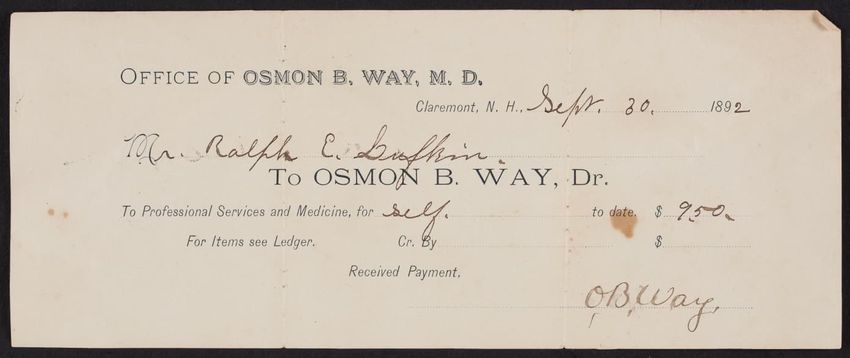 OFFICE OF OSMON B. WAY, M. D.
Claremont, N. H., Sept. 30. 1892
Mr. Ralph E. Lufkin.
To OSMON B. WAY, Dr.
To Professional Services and Medicine, for self. to date. $ 9.50.
For Items see Ledger. Cr. By $
Received Payment,
O.B. Way.